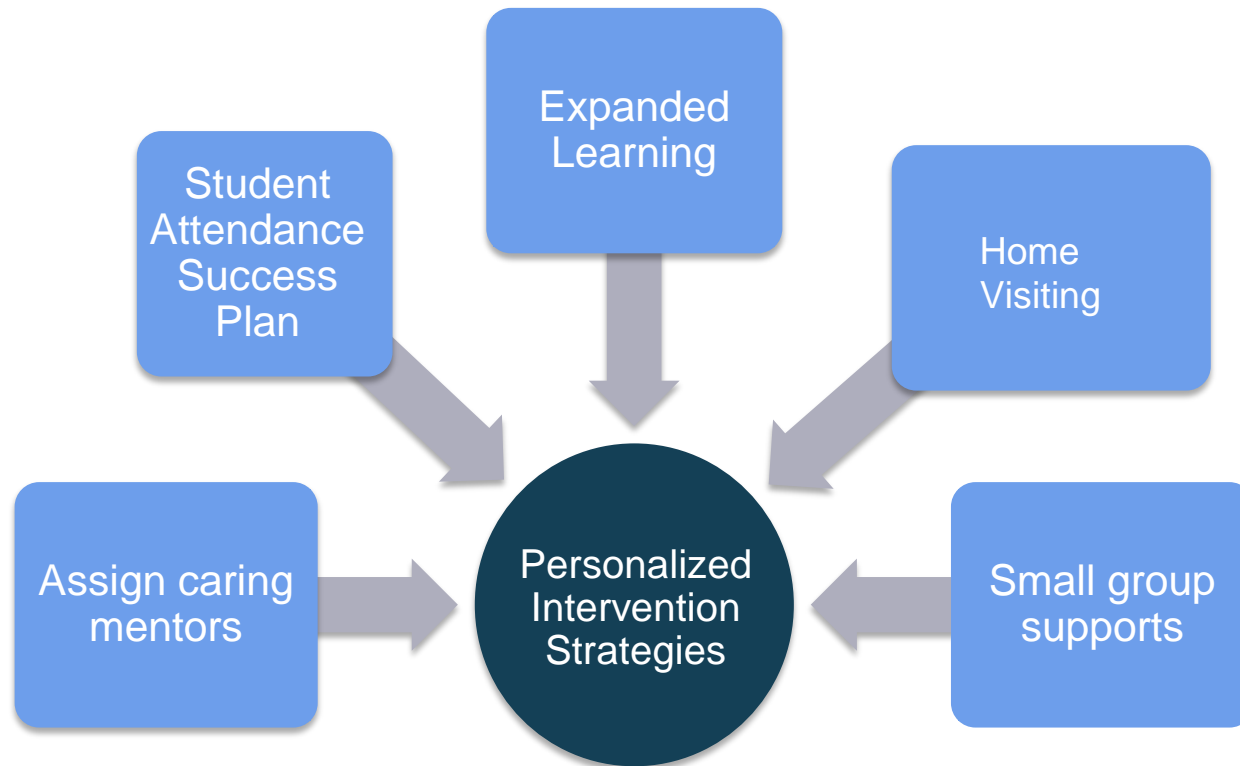 Expanded
Learning
Student
Attendance
Success
Plan
Home
Visiting
Assign caring
mentors
Personalized
Intervention
Strategies
Small group
supports